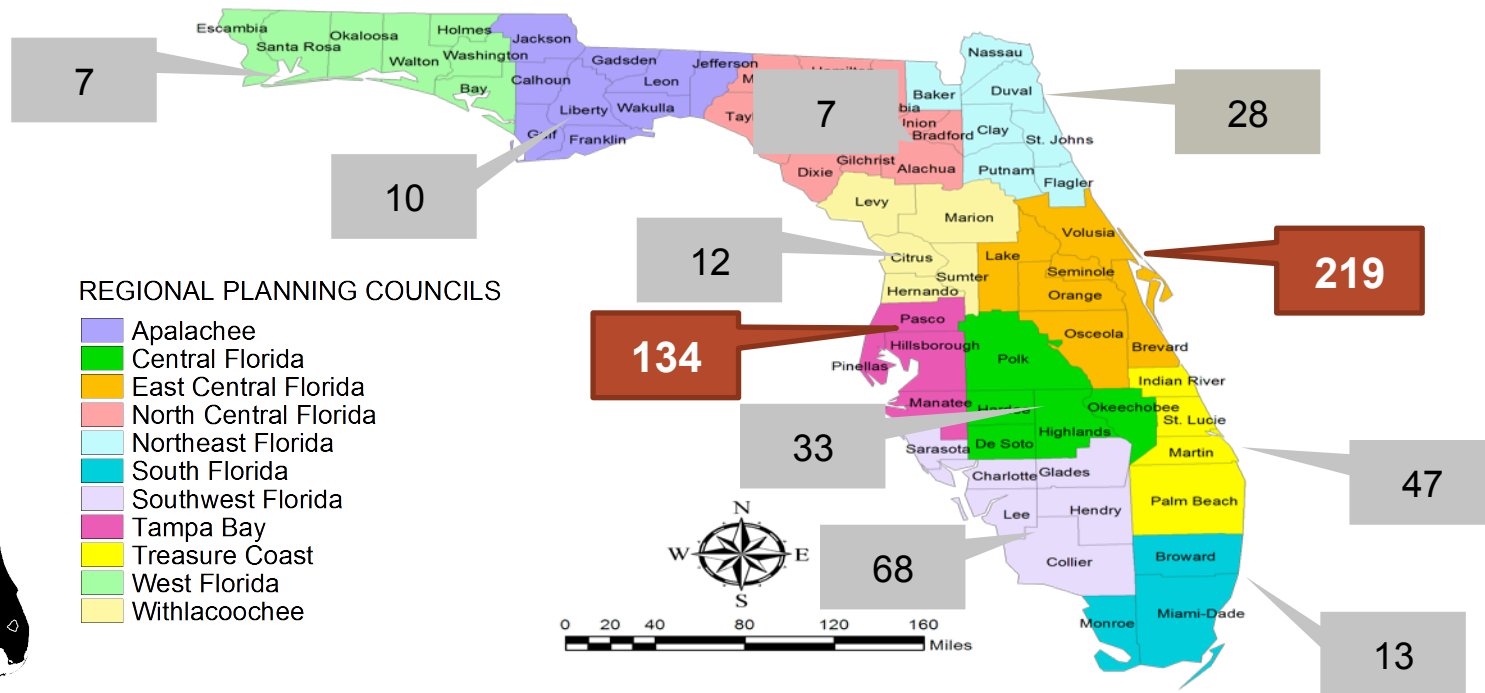 Escambia
Santa Rosa
Okaloosa
Walton
Holmes
Washington
Bay
Jackson
Calhoun
Gulf
Liberty
Gadsden
Leon
Wakulla
Franklin
Jefferson
Dixie
Gilchrist
Alachua
Bradford
Baker
Nassau
Duval
Clay
St. Johns
Putnam
Flagler
Levy
Marion
Citrus
Sumter
Hernando
Lake
Volusia
Seminole
Orange
Osceola
Brevard
Pasco
Hillsborough
Pinellas
Manatee
Polk
Hardee
De Soto
Highlands
Okeechobee
Indian River
St. Lucie
Martin
Palm Beach
Sarasota
Charlotte
Glades
Lee
Hendry
Collier
Broward
Miami-Dade
Monroe
7
10
7
28
12
219
134
33
47
68
13
REGIONAL PLANNING COUNCILS
Apalachee
Central Florida
East Central Florida
North Central Florida
Northeast Florida
South Florida
Southwest Florida
Tampa Bay
Treasure Coast
West Florida
Withlacoochee
N
W
E
S
0 20 40 80 120 160
Miles